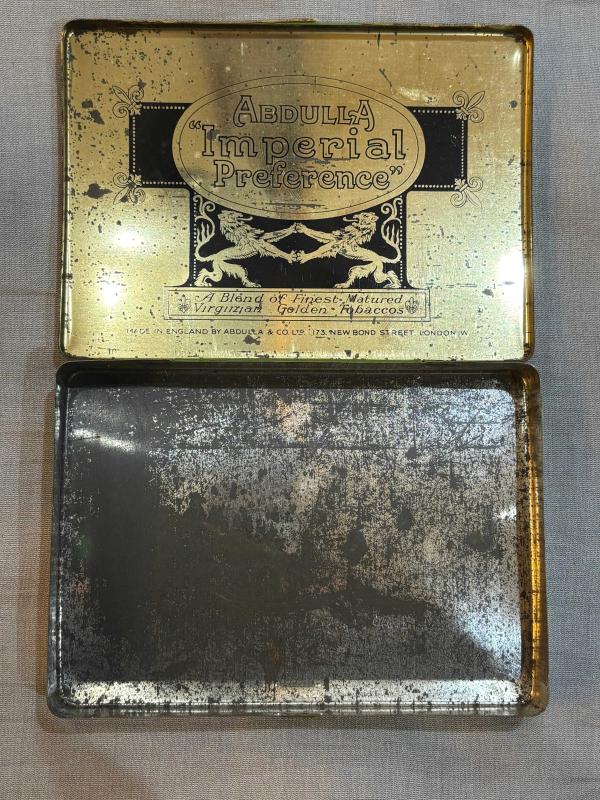 ABDULLA
"Imperial
Preference"
A Blend of Finest Matured
Virginian Golden Tobaccos
MADE IN ENGLAND BY ABDULLA & CO LTD. 173, NEW BOND STREET, LONDON, W.